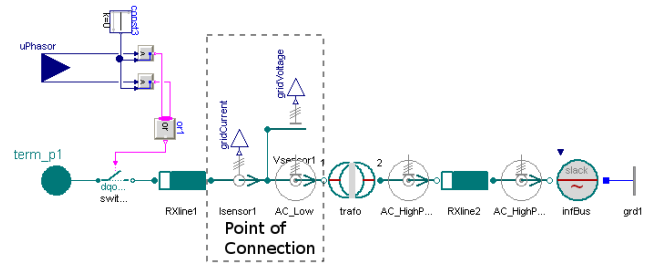 const3
k=0
uPhasor
>
>
or
or1
term_p1
dqo...
swit...
RXline1
gridCurrent
gridVoltage
Isensor1
Vsensor1
AC_Low
1
2
trafo
AC_HighP...
RXline2
AC_HighP...
slack
~
infBus
grd1
Point of
Connection